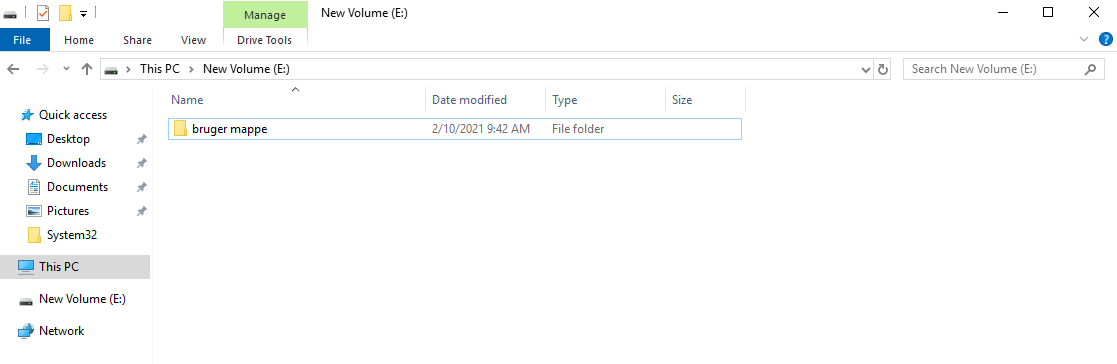 Manage
New Volume (E:)
File
Home
Share
View
Drive Tools
This PC
New Volume (E:)
Search New Volume (E:)
Name
Date modified
Type
Size
bruger mappe
2/10/2021 9:42 AM
File folder
Quick access
Desktop
Downloads
Documents
Pictures
System32
This PC
New Volume (E:)
Network